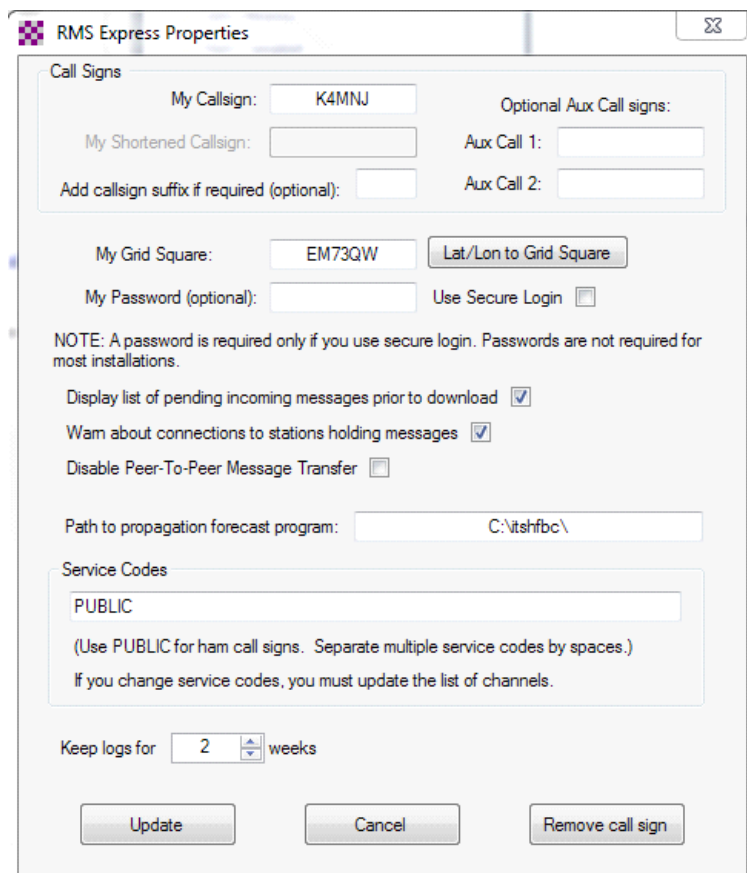 RMS Express Properties
Call Signs
My Callsign: K4MNJ
Optional Aux Call signs:
My Shortened Callsign:
Aux Call 1:
Add callsign suffix if required (optional):
Aux Call 2:
My Grid Square: EM73QW Lat/Lon to Grid Square
My Password (optional): Use Secure Login
NOTE: A password is required only if you use secure login. Passwords are not required for
most installations.
Display list of pending incoming messages prior to download
Warn about connections to stations holding messages
Disable Peer-To-Peer Message Transfer
Path to propagation forecast program: C:\itshfbc\
Service Codes
PUBLIC
(Use PUBLIC for ham call signs. Separate multiple service codes by spaces.)
If you change service codes, you must update the list of channels.
Keep logs for 2 weeks
Update Cancel Remove call sign